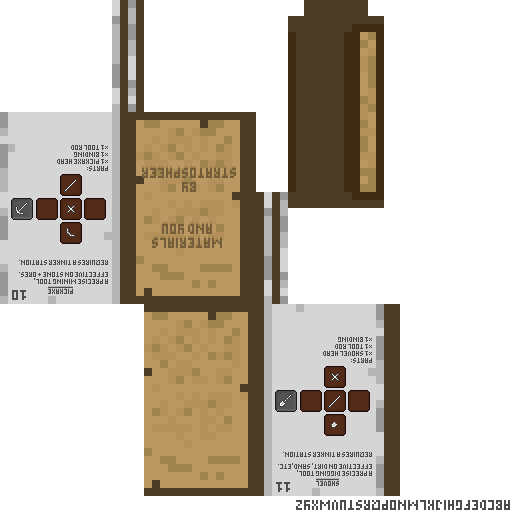 MATERIALS
AND YOU
BY
STRATOSPHERE
10
PICKAXE
A PRECISE MINING TOOL,
EFFECTIVE ON STONE + ORES.
REQUIRES A TINKER STATION.
PARTS:
×1 PICKAXE HEAD
×1 BINDING
×1 TOOL ROD
11
SHOVEL
A PRECISE DIGGING TOOL,
EFFECTIVE ON DIRT, SAND, ETC.
REQUIRES A TINKER STATION.
PARTS:
×1 SHOVEL HEAD
×1 TOOL ROD
×1 BINDING
ABCDEFGHIJKLMNOPQRSTUVWXYZ